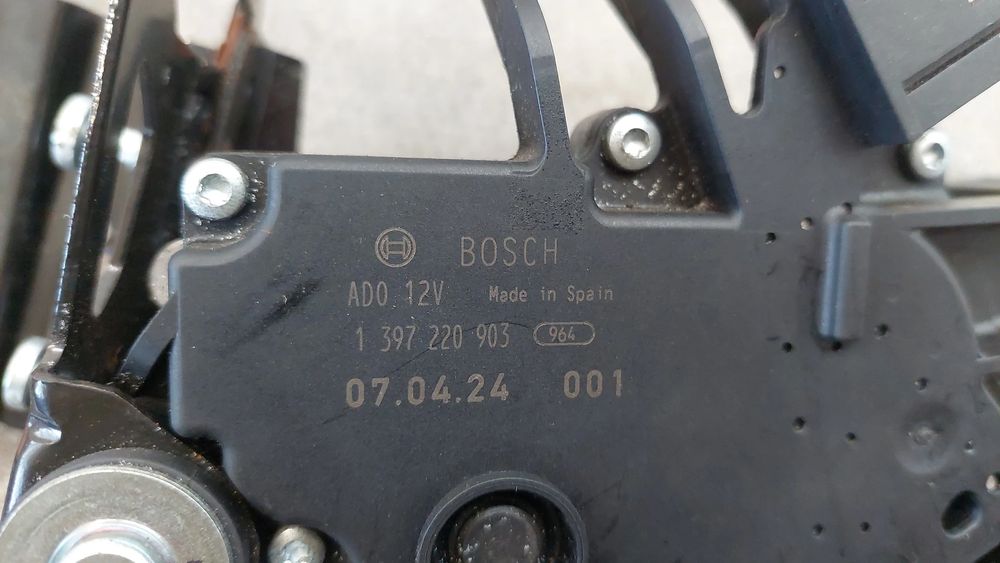 BOSCH
ADO 12V Made in Spain
1 397 220 903 964
07.04.24 001